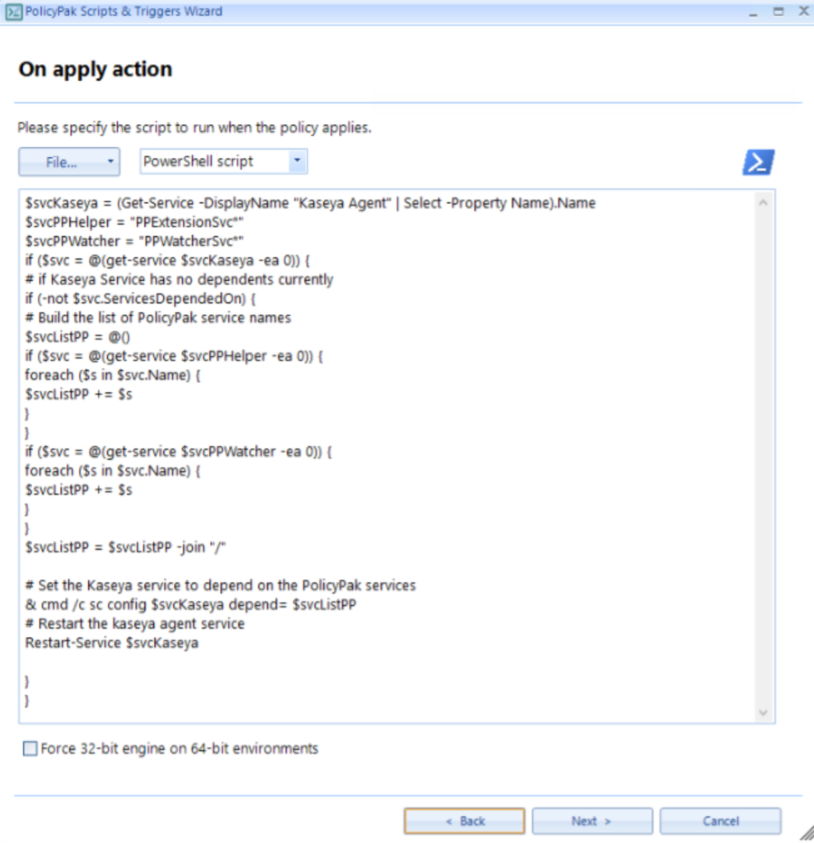 PolicyPak Scripts & Triggers Wizard
On apply action
Please specify the script to run when the policy applies.
File...
PowerShell script
$svcKaseya = (Get-Service -DisplayName "Kaseya Agent" | Select -Property Name).Name
$svcPPHelper = "PPExtensionSvc*"
$svcPPWatcher = "PPWatcherSvc*"
if ($svc = @(get-service $svcKaseya -ea 0)) {
# if Kaseya Service has no dependents currently
if (-not $svc.ServicesDependedOn) {
# Build the list of PolicyPak service names
$svcListPP = @()
if ($svc = @(get-service $svcPPHelper -ea 0)) {
foreach ($s in $svc.Name) {
$svcListPP += $s
}
}
if ($svc = @(get-service $svcPPWatcher -ea 0)) {
foreach ($s in $svc.Name) {
$svcListPP += $s
}
}
$svcListPP = $svcListPP -join "/"
# Set the Kaseya service to depend on the PolicyPak services
& cmd /c sc config $svcKaseya depend= $svcListPP
# Restart the kaseya agent service
Restart-Service $svcKaseya
}
}
Force 32-bit engine on 64-bit environments
< Back
Next >
Cancel